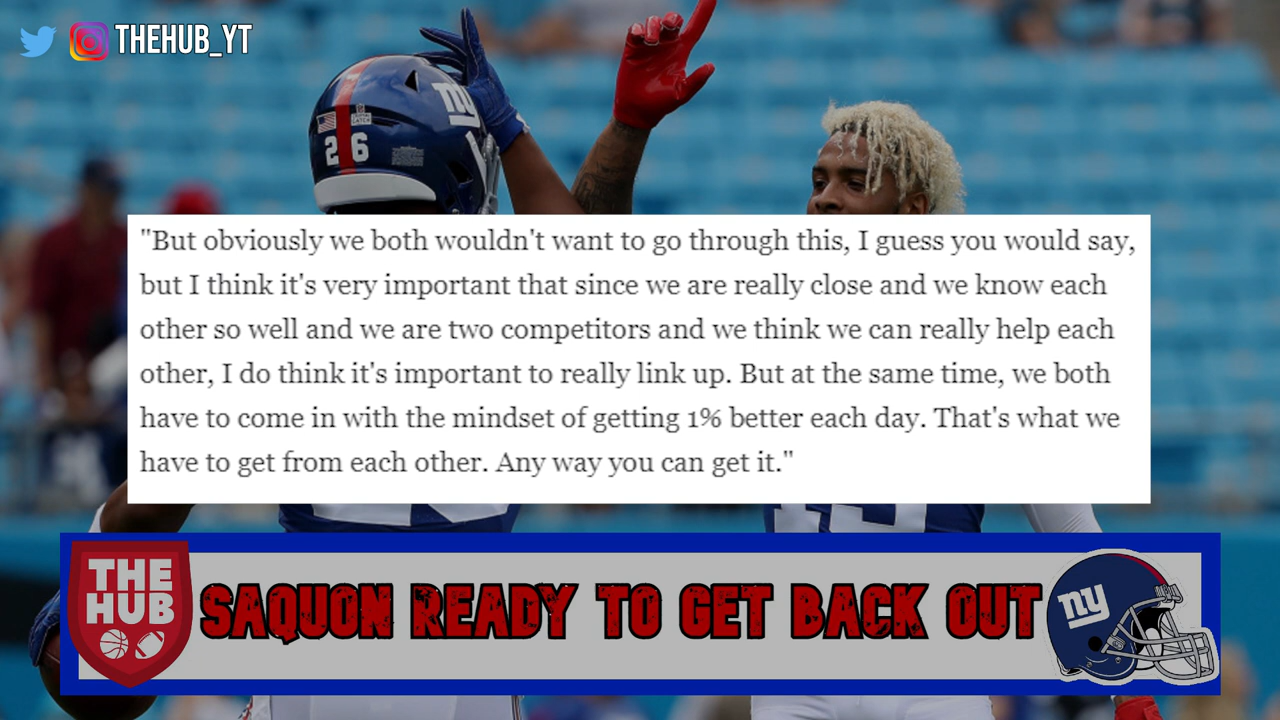 THEHUB_YT
ny
26
"But obviously we both wouldn't want to go through this, I guess you would say,
but I think it's very important that since we are really close and we know each
other so well and we are two competitors and we think we can really help each
other, I do think it's important to really link up. But at the same time, we both
have to come in with the mindset of getting 1% better each day. That's what we
have to get from each other. Any way you can get it."
THE
HUB
SAQUON READY TO GET BACK OUT
ny